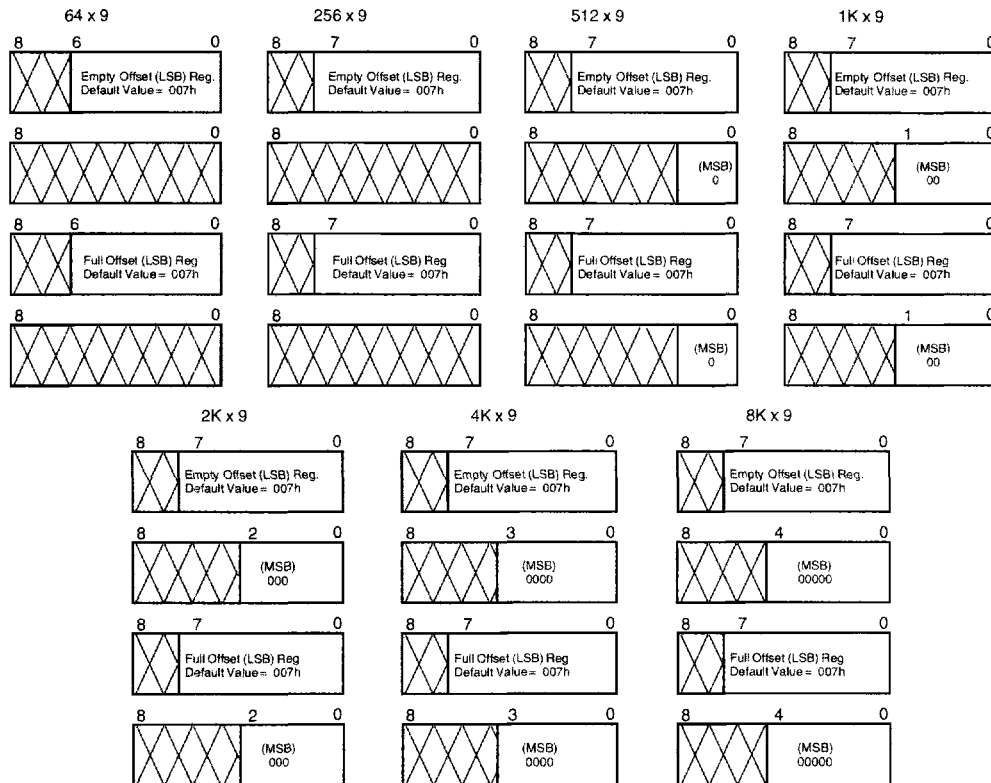 64 x 9 256 x 9 512 x 9 1K x 9
8 6 0 8 7 0 8 7 0 8 7 0
Empty Offset (LSB) Reg. Empty Offset (LSB) Reg. Empty Offset (LSB) Reg. Empty Offset (LSB) Reg.
Default Value = 007h Default Value = 007h Default Value = 007h Default Value = 007h
8 0 8 0 8 0 8 1 0
(MSB) (MSB)
0 00
8 6 0 8 7 0 8 7 0 8 7 0
Full Offset (LSB) Reg Full Offset (LSB) Reg Full Offset (LSB) Reg Full Offset (LSB) Reg
Default Value = 007h Default Value = 007h Default Value = 007h Default Value = 007h
8 0 8 0 8 0 8 1 0
(MSB) (MSB)
0 00
2K x 9 4K x 9 8K x 9
8 7 0 8 7 0 8 7 0
Empty Offset (LSB) Reg. Empty Offset (LSB) Reg. Empty Offset (LSB) Reg.
Default Value = 007h Default Value = 007h Default Value = 007h
8 2 0 8 3 0 8 4 0
(MSB) (MSB) (MSB)
000 0000 00000
8 7 0 8 7 0 8 7 0
Full Offset (LSB) Reg Full Offset (LSB) Reg Full Offset (LSB) Reg
Default Value = 007h Default Value = 007h Default Value = 007h
8 2 0 8 3 0 8 4 0
(MSB) (MSB) (MSB)
000 0000 00000